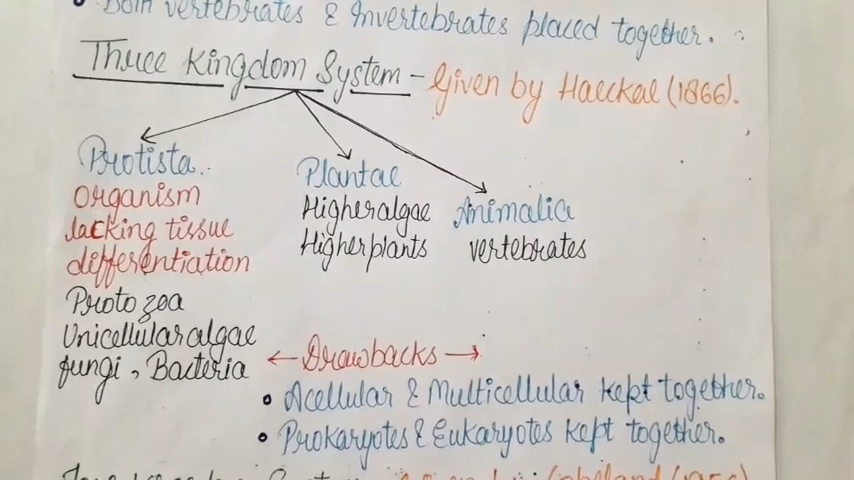 Both vertebrates & Invertebrates placed together.
Three Kingdom System - Given by Haeckal (1866).
Protista
organism
lacking tissue
differentiation
Protozoa
Unicellular algae
fungi, Bacteria
Plantae
Higher algae
Higher plants
Animalia
vertebrates
← Drawbacks →
Acellular & Multicellular kept together.
Prokaryotes & Eukaryotes kept together.